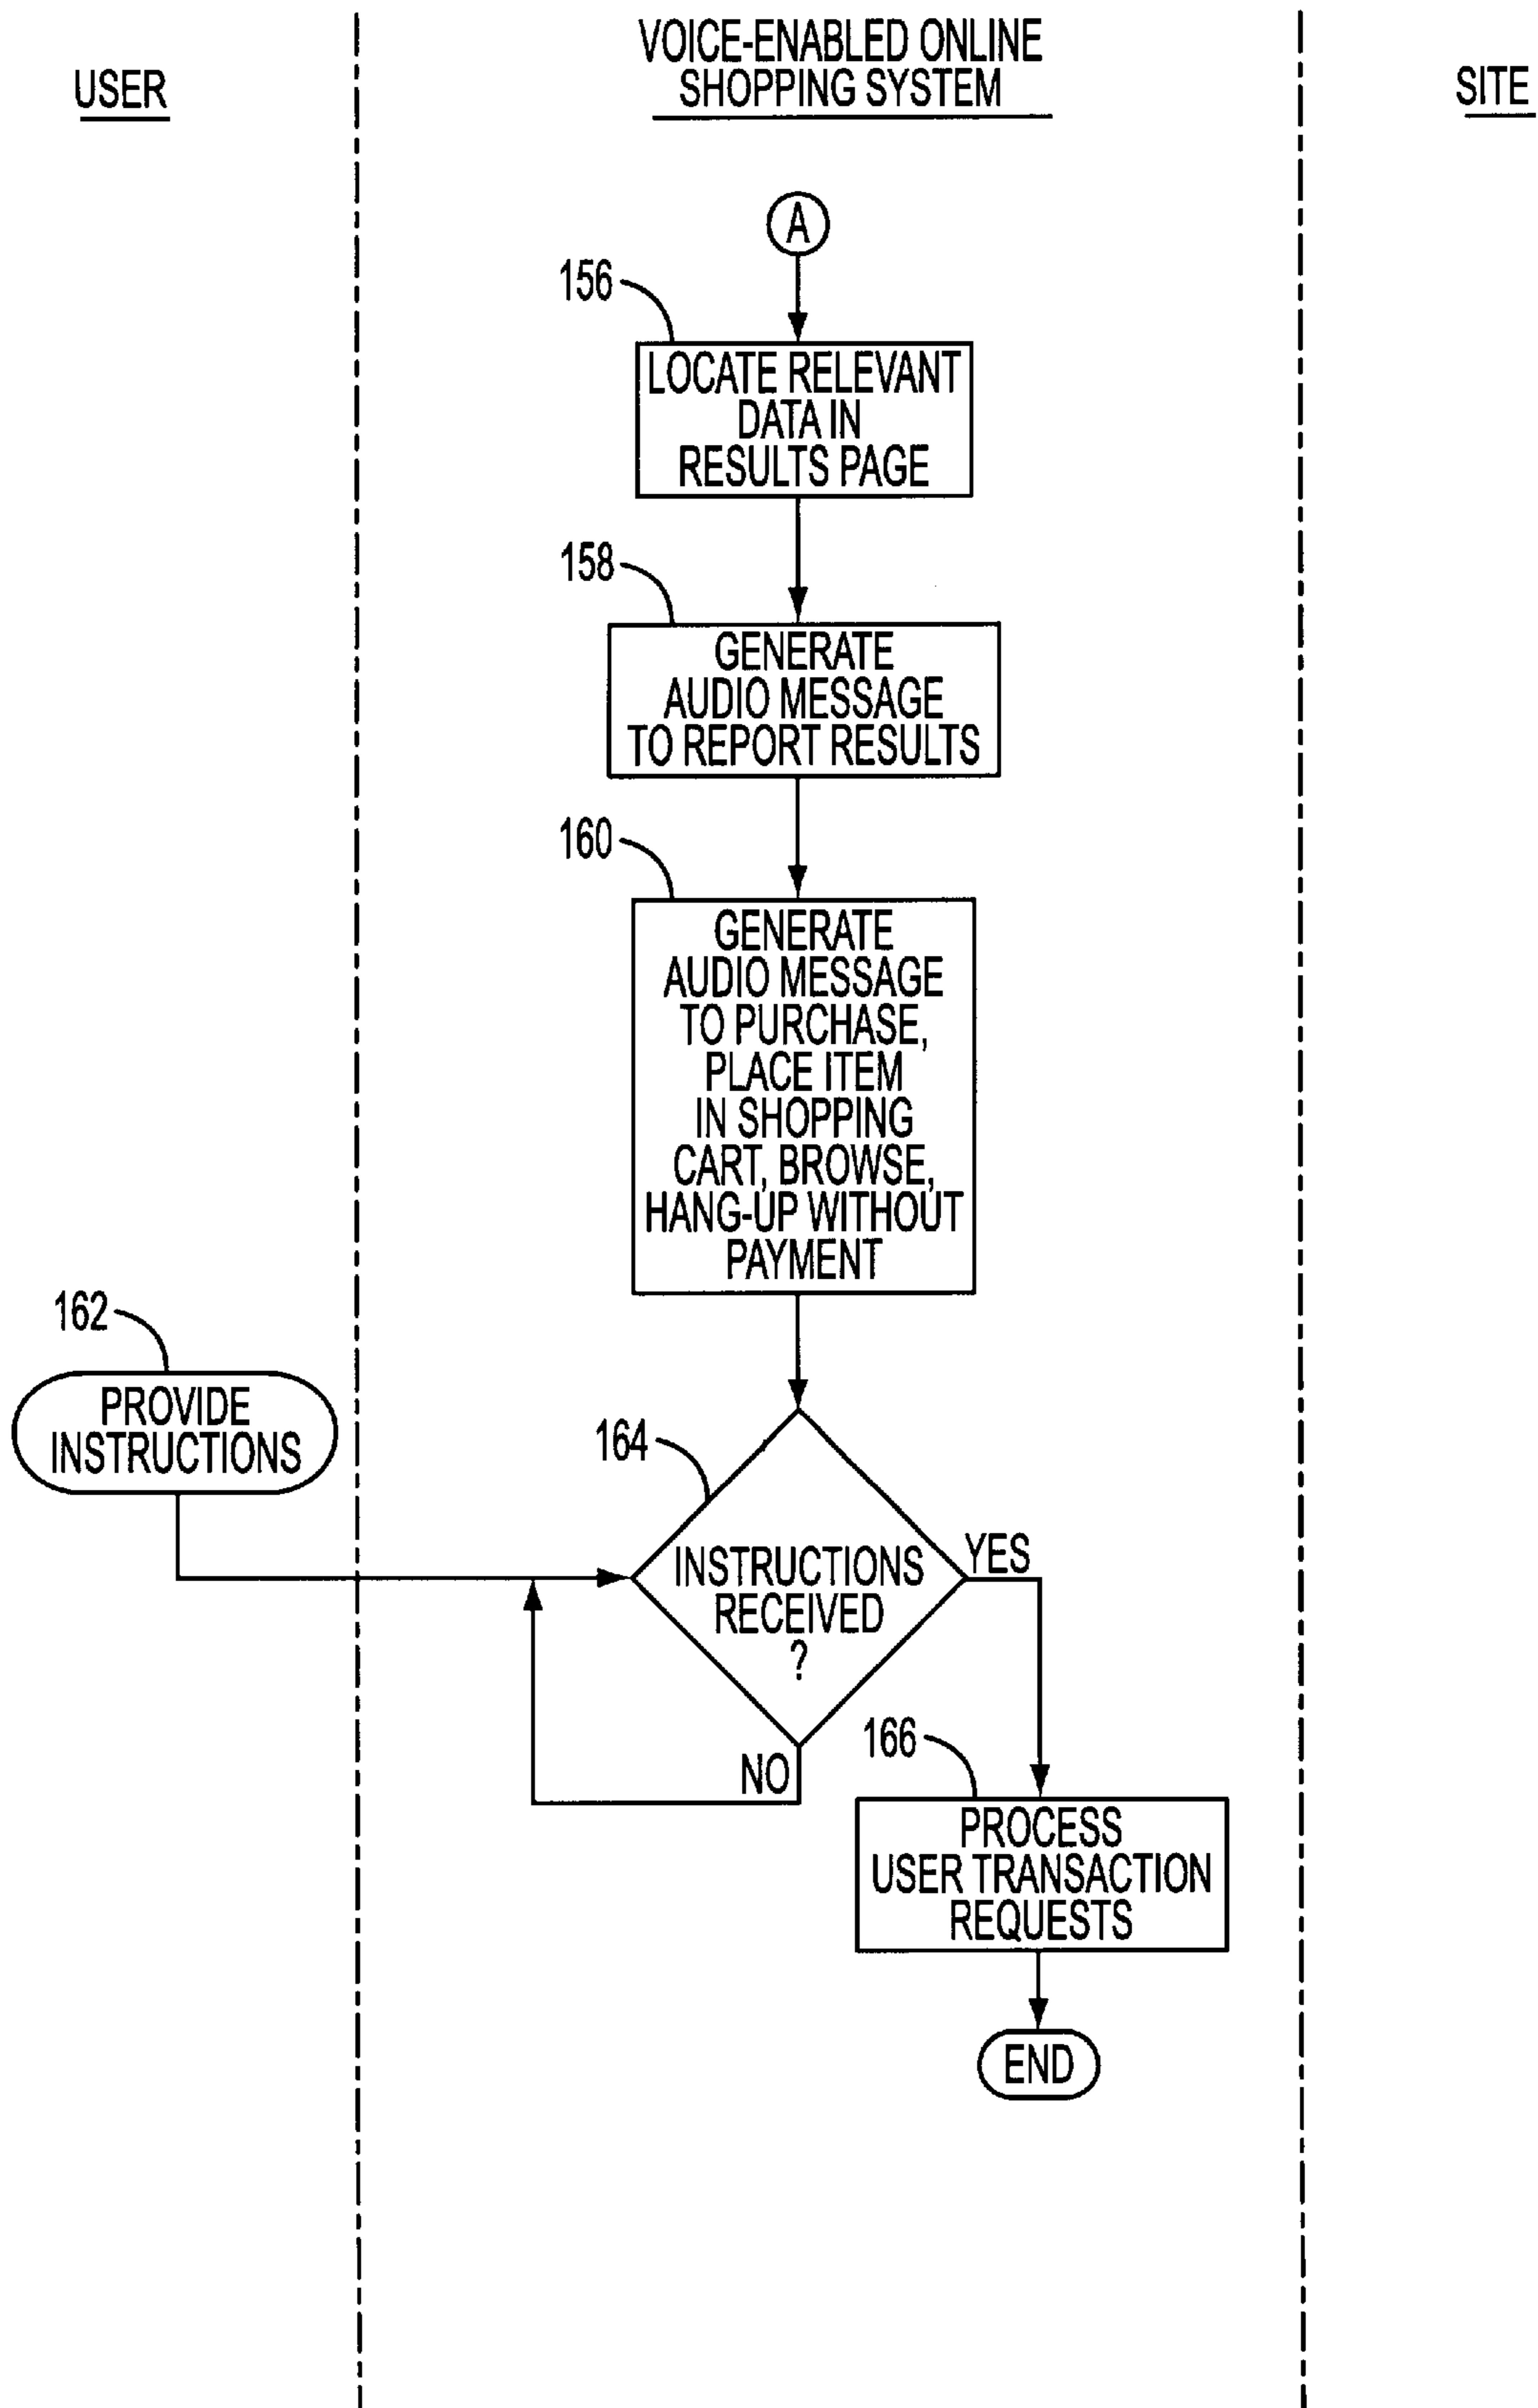 USER
VOICE-ENABLED ONLINE
SHOPPING SYSTEM
SITE
A
156
LOCATE RELEVANT
DATA IN
RESULTS PAGE
158
GENERATE
AUDIO MESSAGE
TO REPORT RESULTS
160
GENERATE
AUDIO MESSAGE
TO PURCHASE,
PLACE ITEM
IN SHOPPING
CART, BROWSE,
HANG-UP WITHOUT
PAYMENT
162
PROVIDE
INSTRUCTIONS
164
INSTRUCTIONS
RECEIVED
?
YES
NO
166
PROCESS
USER TRANSACTION
REQUESTS
END